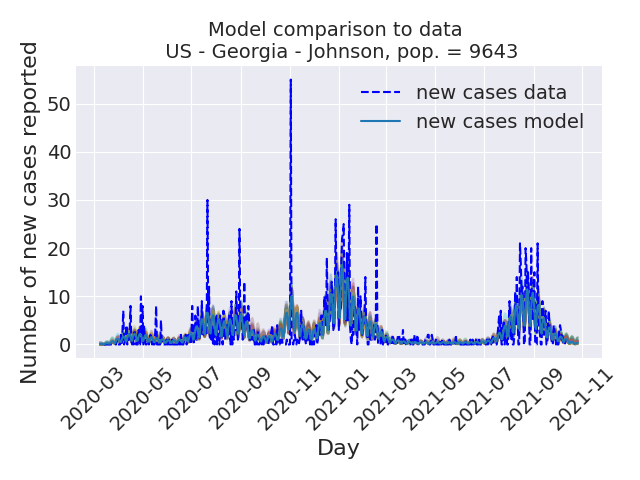 Model comparison to data
US - Georgia - Johnson, pop. = 9643
Number of new cases reported
50
40
30
20
10
0
new cases data
new cases model
2020-03
2020-05
2020-07
2020-09
2020-11
2021-01
2021-03
2021-05
2021-07
2021-09
2021-11
Day